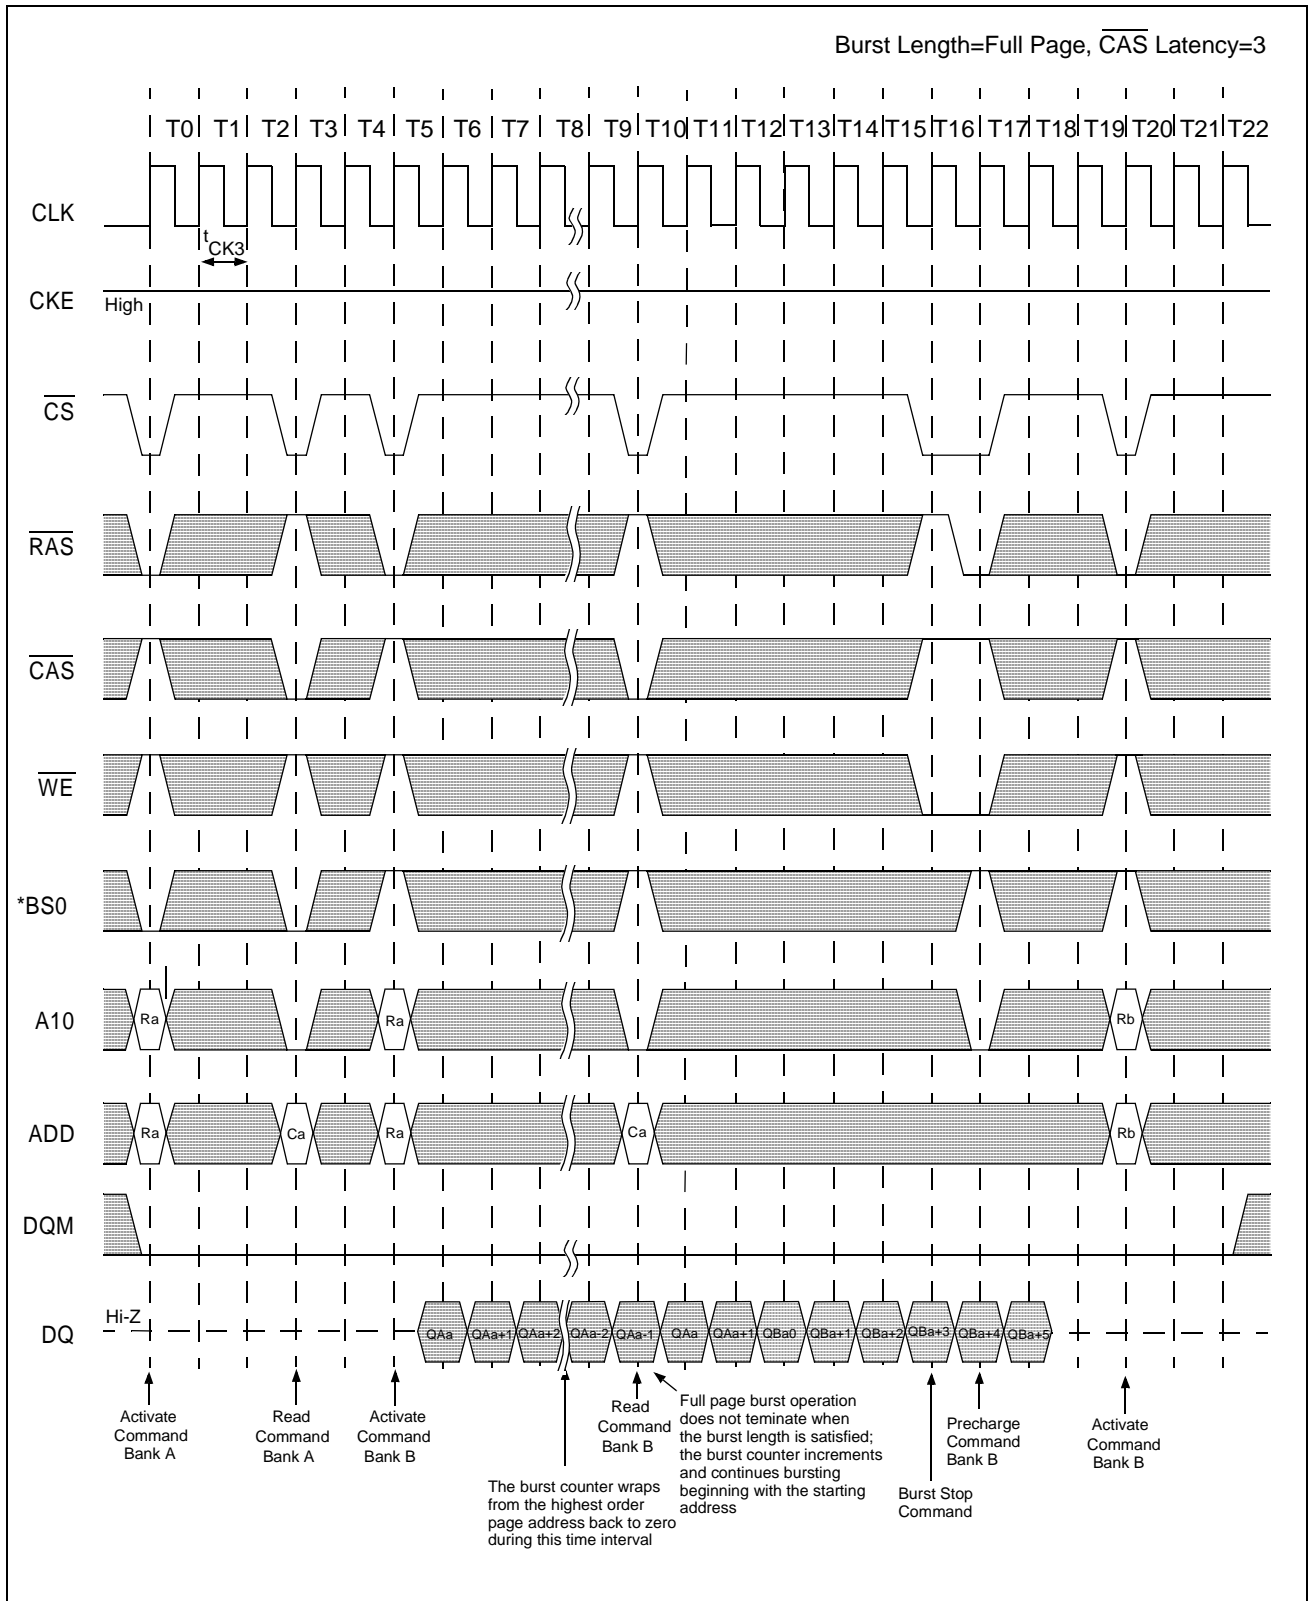 Burst Length=Full Page, CAS Latency=3
T0 T1 T2 T3 T4 T5 T6 T7 T8 T9 T10 T11 T12 T13 T14 T15 T16 T17 T18 T19 T20 T21 T22
CLK
tCK3
CKE
High
CS
RAS
CAS
WE
*BS0
A10
Ra Ra Rb
ADD
Ra Ca Ra Ca Rb
DQM
Hi-Z
DQ
QAa QAa+1 QAa+2 QAa-2 QAa-1 QAa QAa+1 QBa0 QBa+1 QBa+2 QBa+3 QBa+4 QBa+5
Activate
Command
Bank A
Read
Command
Bank A
Activate
Command
Bank B
The burst counter wraps
from the highest order
page address back to zero
during this time interval
Read
Command
Bank B
Full page burst operation
does not teminate when
the burst length is satisfied;
the burst counter increments
and continues bursting
beginning with the starting
address
Burst Stop
Command
Precharge
Command
Bank B
Activate
Command
Bank B